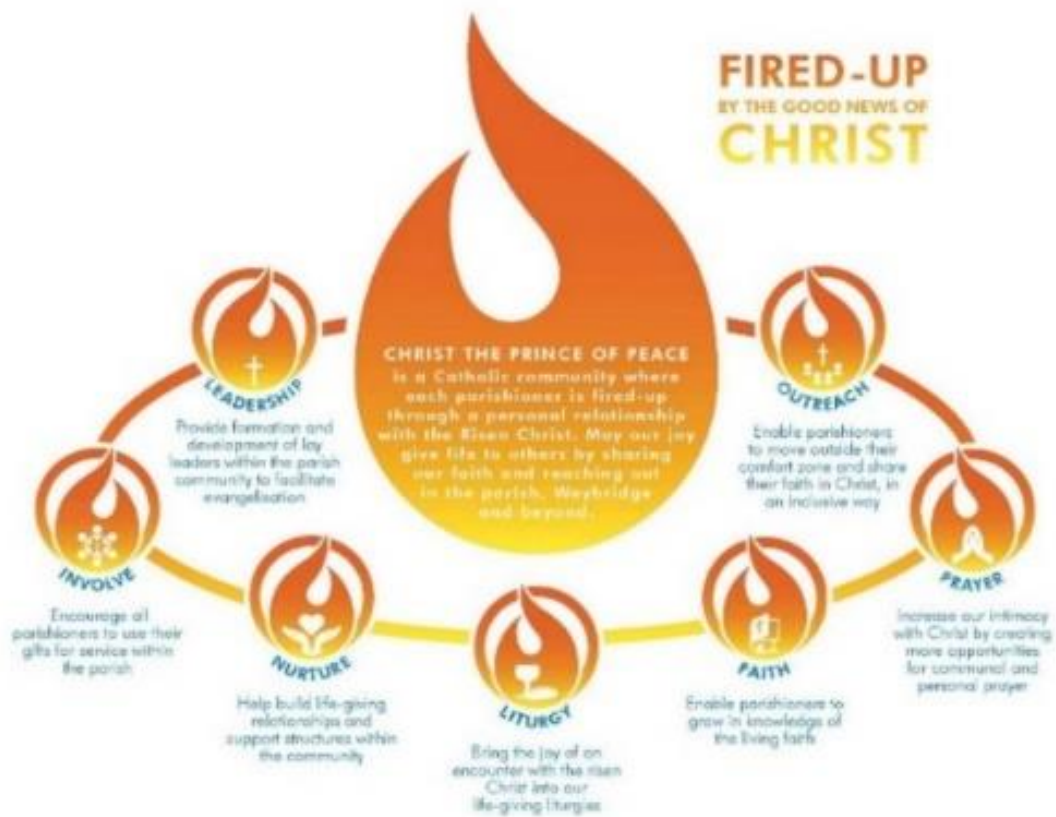 FIRED-UP
BY THE GOOD NEWS OF
CHRIST
CHRIST THE PRINCE OF PEACE
is a Catholic community where
each parishioner is fired-up
through a personal relationship
with the Risen Christ. May our joy
give life to others by sharing
our faith and reaching out
in the parish, Weybridge
and beyond.
LEADERSHIP
Provide formation and
development of lay
leaders within the parish
community to facilitate
evangelisation
OUTREACH
Enable parishioners
to move outside their
comfort zone and share
their faith in Christ, in
an inclusive way
INVOLVE
Encourage all
parishioners to use their
gifts for service within
the parish
NURTURE
Help build life-giving
relationships and
support structures within
the community
LITURGY
Bring the joy of an
encounter with the risen
Christ into our
life-giving liturgies
FAITH
Enable parishioners to
grow in knowledge of
the living faith
PRAYER
Increase our intimacy
with Christ by creating
more opportunities
for communal and
personal prayer